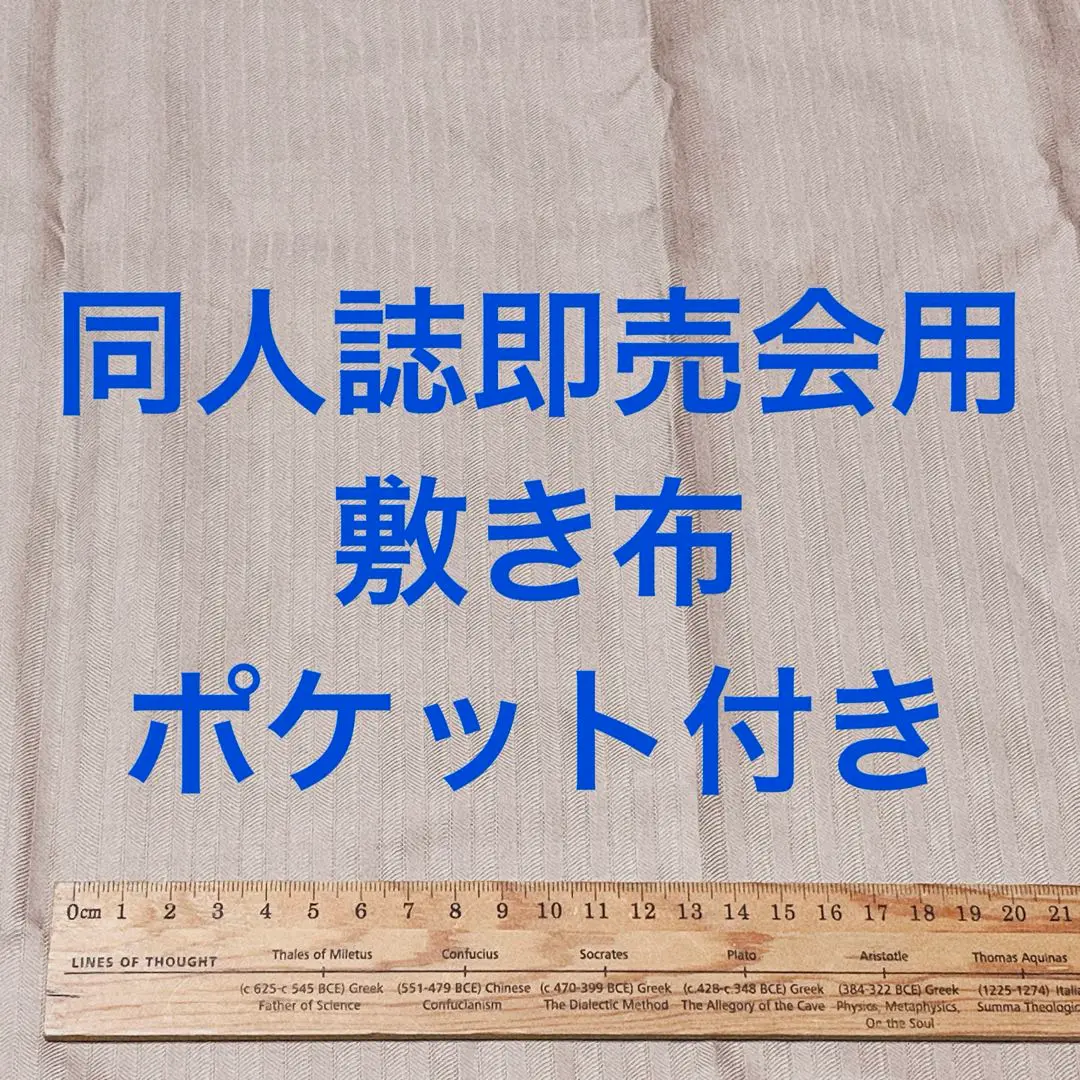 同人誌即売会用
敷き布
ポケット付き
0cm 1 2 3 4 5 6 7 8 9 10 11 12 13 14 15 16 17 18 19 20 21
Thales of Miletus Confucius Socrates Plato Aristotle Thomas Aquinas
LINES OF THOUGHT
(c 625-c 545 BCE) Greek (551-479 BCE) Chinese (c 470-399 BCE) Greek (c.428-c.348 BCE) Greek (384-322 BCE) Greek (1225-1274)
Father of Science Confucianism The Dialectic Method The Allegory of the Cave Physics, Metaphysics, Summa
On the Soul